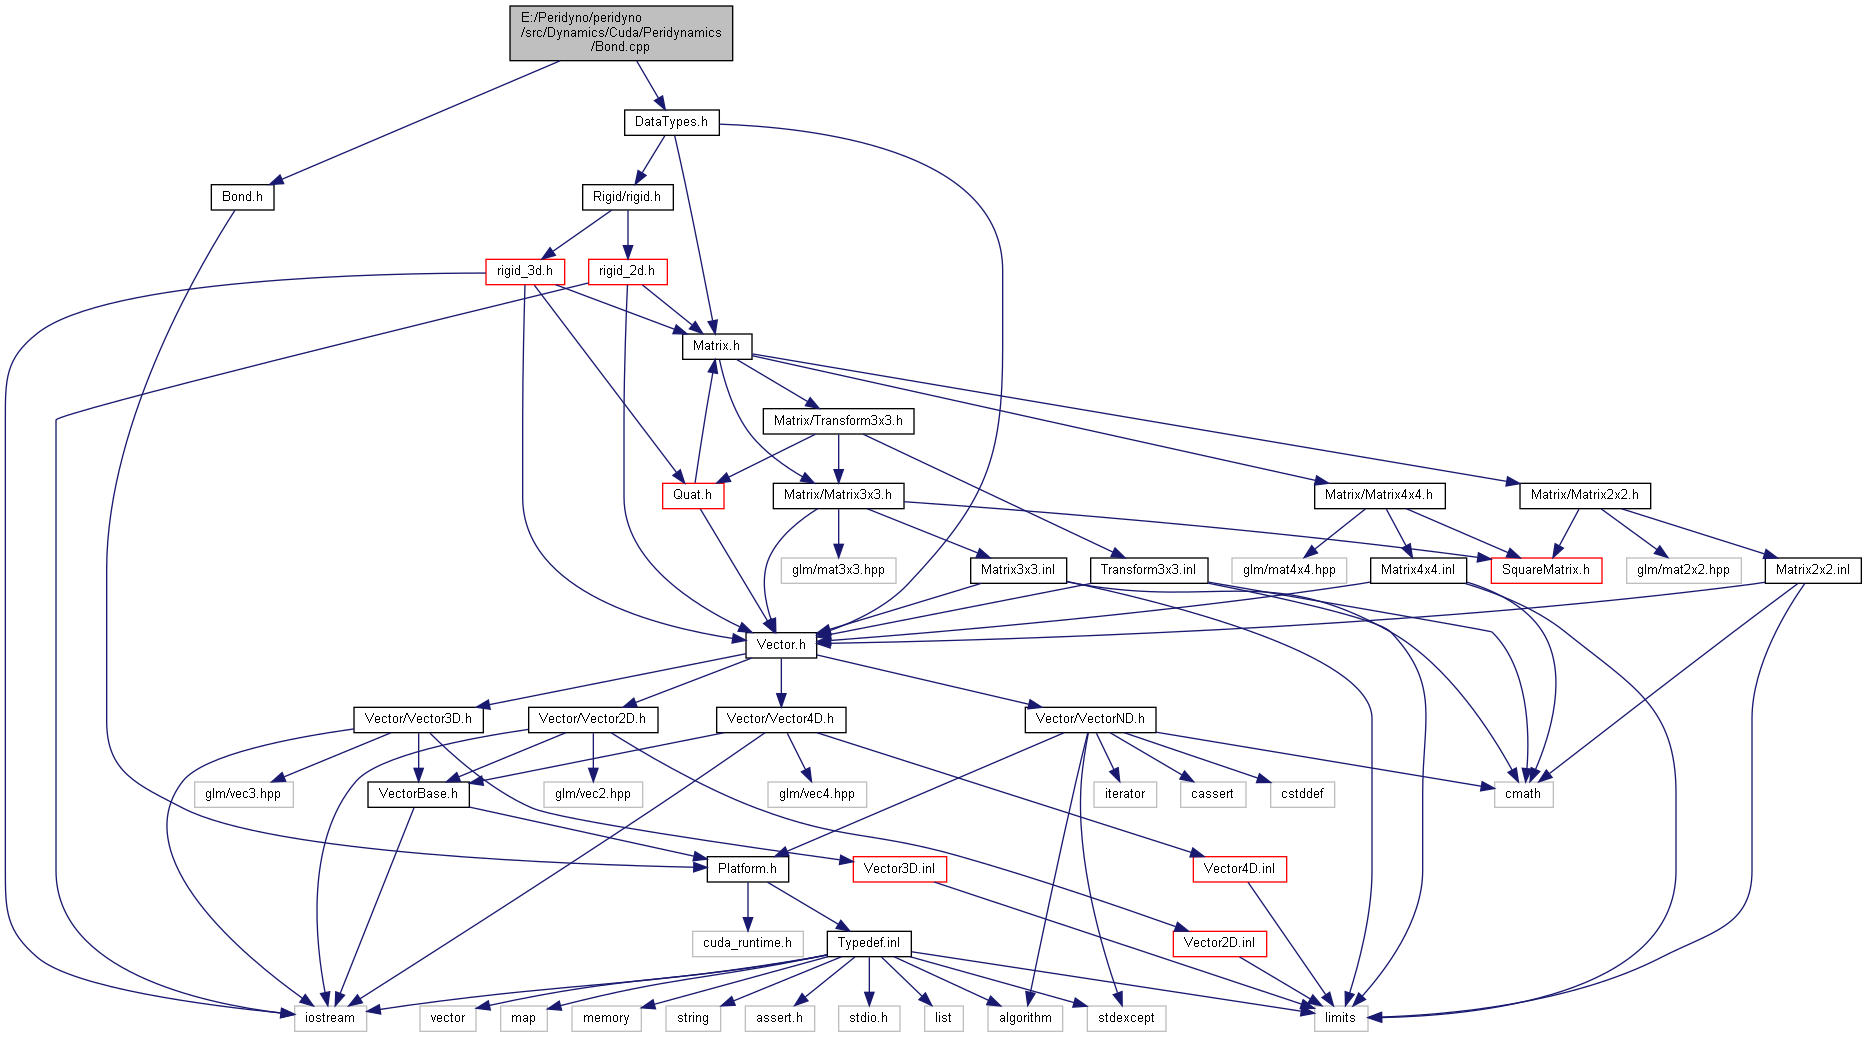 E:/Peridyno/peridyno
/src/Dynamics/Cuda/Peridynamics
/Bond.cpp
DataTypes.h
Bond.h
Rigid/rigid.h
rigid_3d.h
rigid_2d.h
Matrix.h
Matrix/Transform3x3.h
Quat.h
Matrix/Matrix3x3.h
Matrix/Matrix4x4.h
Matrix/Matrix2x2.h
glm/mat3x3.hpp
Matrix3x3.inl
Transform3x3.inl
glm/mat4x4.hpp
Matrix4x4.inl
SquareMatrix.h
glm/mat2x2.hpp
Matrix2x2.inl
Vector.h
Vector/Vector3D.h
Vector/Vector2D.h
Vector/Vector4D.h
Vector/VectorND.h
glm/vec3.hpp
VectorBase.h
glm/vec2.hpp
glm/vec4.hpp
iterator
cassert
cstddef
cmath
Platform.h
Vector3D.inl
Vector4D.inl
cuda_runtime.h
Typedef.inl
Vector2D.inl
iostream
vector
map
memory
string
assert.h
stdio.h
list
algorithm
stdexcept
limits